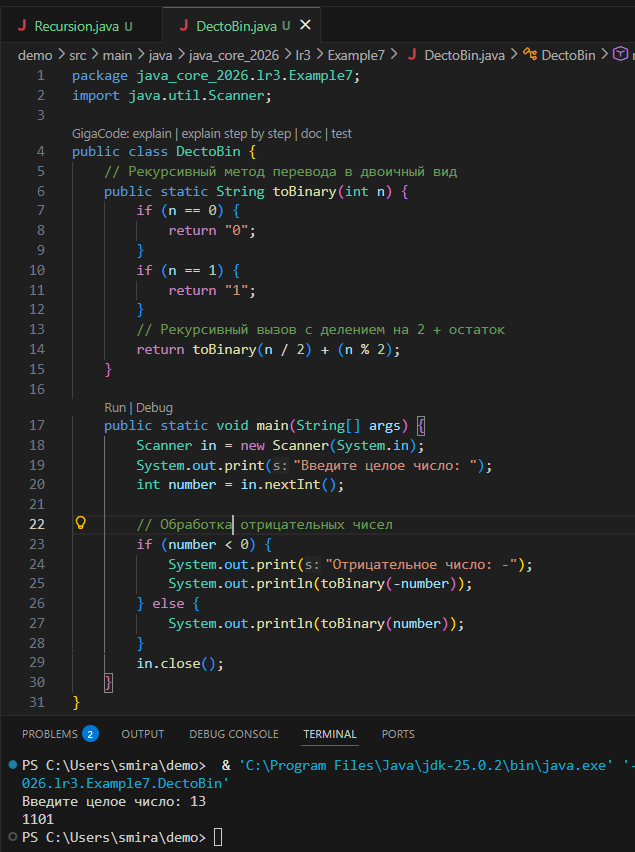 Recursion.java U
DectoBin.java U
demo > src > main > java > java_core_2026 > lr3 > Example7 > DectoBin.java > DectoBin >
1 package java_core_2026.lr3.Example7;
2 import java.util.Scanner;
3
GigaCode: explain | explain step by step | doc | test
4 public class DectoBin {
5     // Рекурсивный метод перевода в двоичный вид
6     public static String toBinary(int n) {
7         if (n == 0) {
8             return "0";
9         }
10         if (n == 1) {
11             return "1";
12         }
13         // Рекурсивный вызов с делением на 2 + остаток
14         return toBinary(n / 2) + (n % 2);
15     }
16
Run | Debug
17     public static void main(String[] args) {
18         Scanner in = new Scanner(System.in);
19         System.out.print(s: "Введите целое число: ");
20         int number = in.nextInt();
21
22         // Обработка отрицательных чисел
23         if (number < 0) {
24             System.out.print(s: "Отрицательное число: -");
25             System.out.println(toBinary(-number));
26         } else {
27             System.out.println(toBinary(number));
28         }
29         in.close();
30     }
31 }
PROBLEMS 2 OUTPUT DEBUG CONSOLE TERMINAL PORTS
PS C:\Users\smira\demo>  & 'C:\Program Files\Java\jdk-25.0.2\bin\java.exe' '-
026.lr3.Example7.DectoBin'
Введите целое число: 13
1101
PS C:\Users\smira\demo>